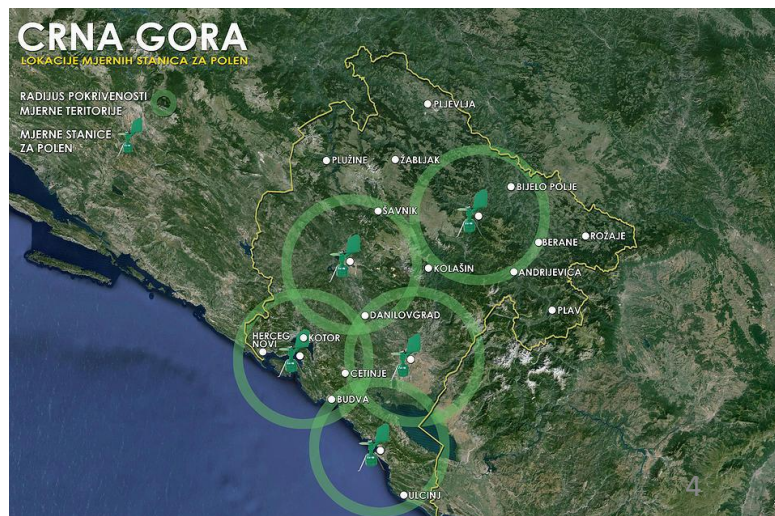 CRNA GORA
LOKACIJE MJERNIH STANICA ZA POLEN
RADIJUS POKRIVENOSTI
MJERNE TERITORIJE
MJERNE STANICE
ZA POLEN
PLJEVLJA
PLUŽINE
ŽABLJAK
BIJELO POLJE
ŠAVNIK
BERANE
ROŽAJE
KOLAŠIN
ANDRIJEVICA
DANILOVGRAD
PLAV
HERCEG
NOVI
KOTOR
CETINJE
BUDVA
ULCINJ
4